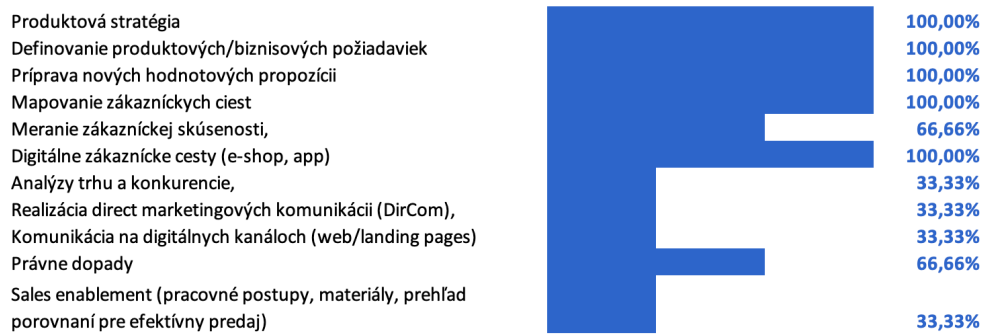 Produktová stratégia 100,00%
Definovanie produktových/biznisových požiadaviek 100,00%
Príprava nových hodnotových propozícii 100,00%
Mapovanie zákazníckych ciest 100,00%
Meranie zákazníckej skúsenosti, 66,66%
Digitálne zákaznícke cesty (e-shop, app) 100,00%
Analýzy trhu a konkurencie, 33,33%
Realizácia direct marketingových komunikácii (DirCom), 33,33%
Komunikácia na digitálnych kanáloch (web/landing pages) 33,33%
Právne dopady 66,66%
Sales enablement (pracovné postupy, materiály, prehľad
porovnaní pre efektívny predaj) 33,33%